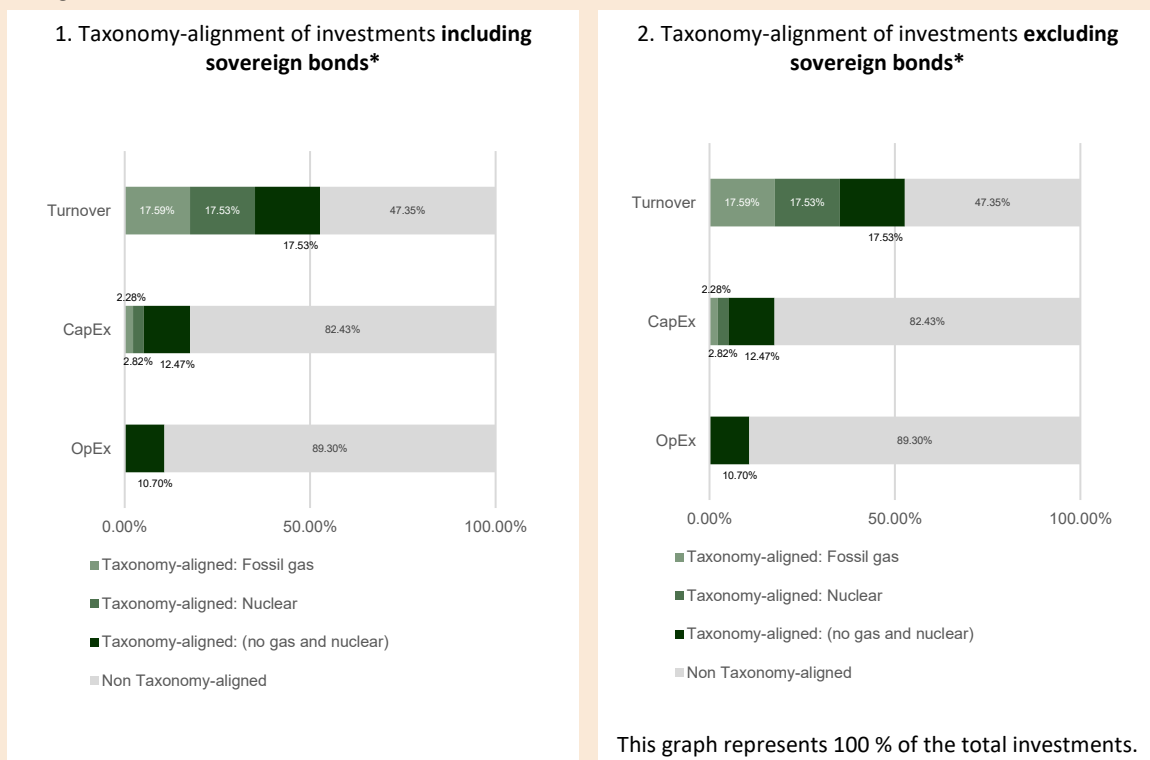 1. Taxonomy-alignment of investments including
sovereign bonds*
Turnover
17.59%
17.53%
47.35%
17.53%
2.28%
CapEx
82.43%
2.82%
12.47%
OpEx
89.30%
10.70%
0.00%
50.00%
100.00%
Taxonomy-aligned: Fossil gas
Taxonomy-aligned: Nuclear
Taxonomy-aligned: (no gas and nuclear)
Non Taxonomy-aligned
2. Taxonomy-alignment of investments excluding
sovereign bonds*
Turnover
17.59%
17.53%
47.35%
17.53%
2.28%
CapEx
82.43%
2.82%
12.47%
OpEx
89.30%
10.70%
0.00%
50.00%
100.00%
Taxonomy-aligned: Fossil gas
Taxonomy-aligned: Nuclear
Taxonomy-aligned: (no gas and nuclear)
Non Taxonomy-aligned
This graph represents 100 % of the total investments.